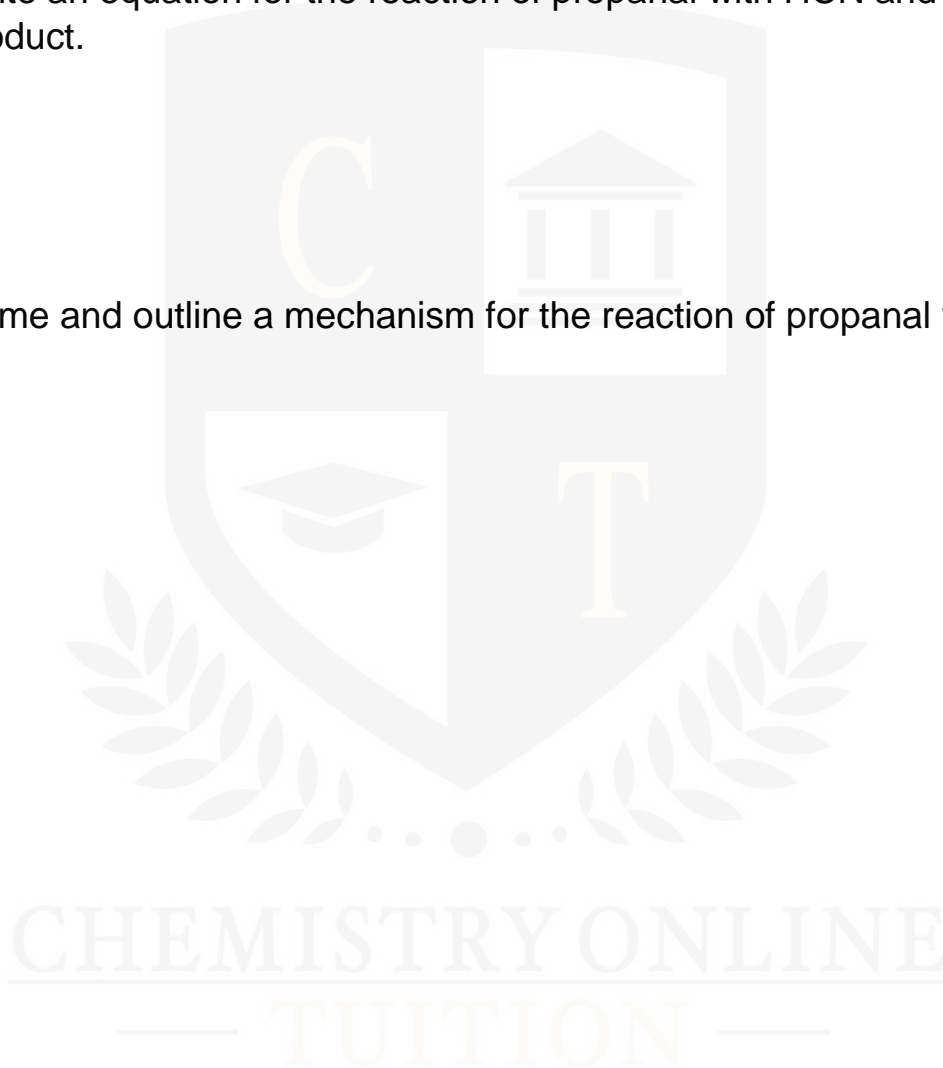 te an equation for the reaction of propanal with HCN and
oduct.
C
me and outline a mechanism for the reaction of propanal
T
CHEMISTRY ONLINE
— TUITION —